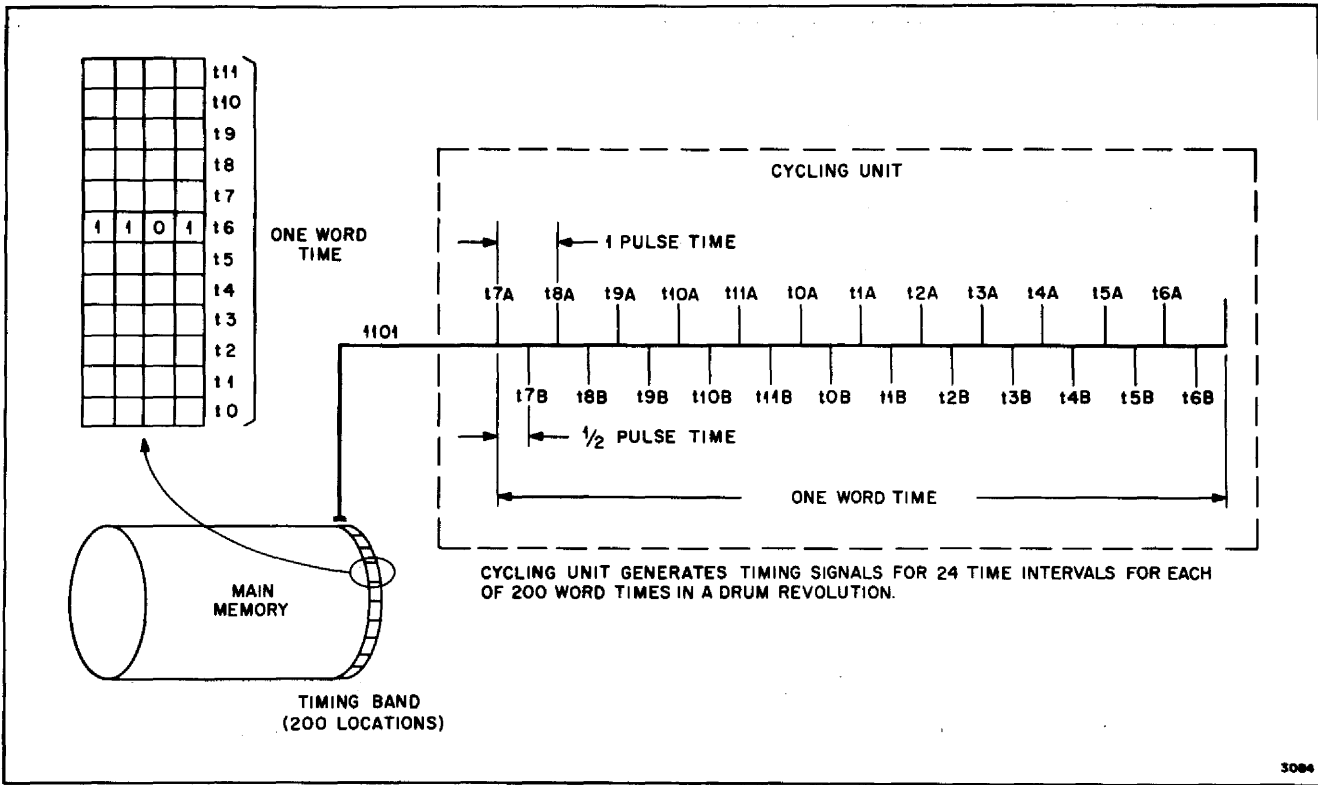 t11
t10
t9
t8
t7
1 1 0 1 t6
t5
t4
t3
t2
t1
t0
ONE WORD
TIME
CYCLING UNIT
1 PULSE TIME
t7A t8A t9A t10A t11A t0A t1A t2A t3A t4A t5A t6A
1101
t7B t8B t9B t10B t11B t0B t1B t2B t3B t4B t5B t6B
1/2 PULSE TIME
ONE WORD TIME
CYCLING UNIT GENERATES TIMING SIGNALS FOR 24 TIME INTERVALS FOR EACH
OF 200 WORD TIMES IN A DRUM REVOLUTION.
MAIN
MEMORY
TIMING BAND
(200 LOCATIONS)
3084